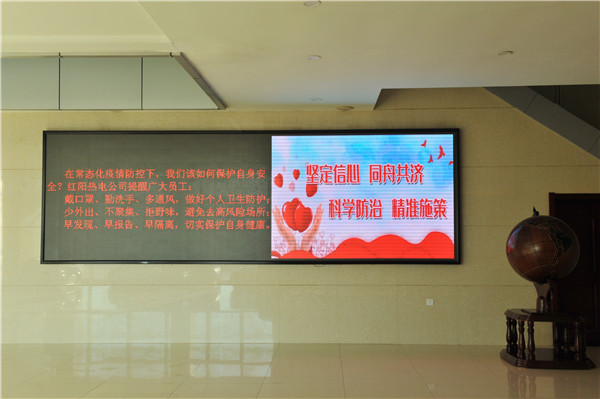 在常态化疫情防控下，我们该如何保护自身安
全？红阳热电公司提醒广大员工：
戴口罩、勤洗手、多通风，做好个人卫生防护；
少外出、不聚集、拒野味，避免去高风险场所；
早发现、早报告、早隔离，切实保护自身健康。
坚定信心 同舟共济
科学防治 精准施策